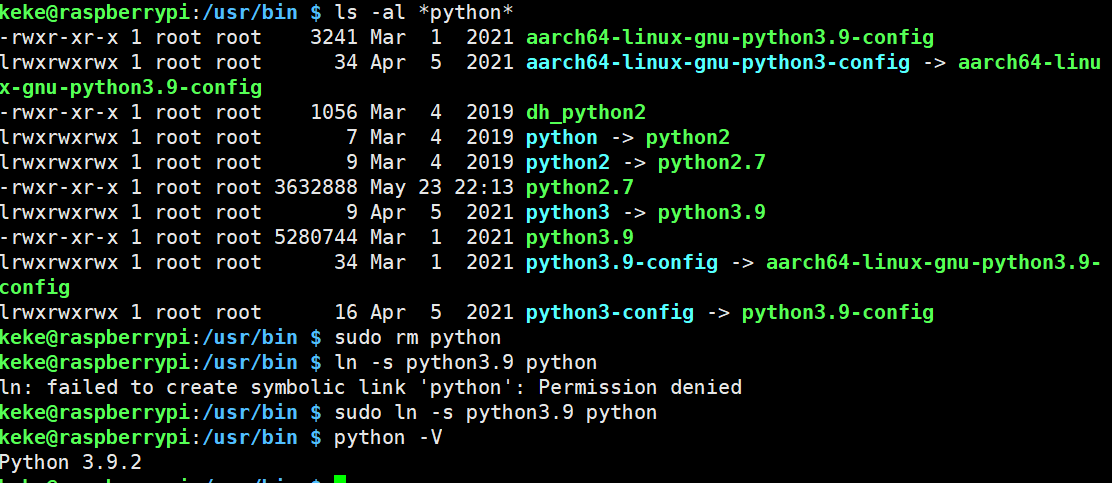 keke@raspberrypi:/usr/bin $ ls -al *python*
-rwxr-xr-x 1 root root    3241 Mar  1  2021 aarch64-linux-gnu-python3.9-config
lrwxrwxrwx 1 root root      34 Apr  5  2021 aarch64-linux-gnu-python3-config -> aarch64-linu
x-gnu-python3.9-config
-rwxr-xr-x 1 root root    1056 Mar  4  2019 dh_python2
lrwxrwxrwx 1 root root       7 Mar  4  2019 python -> python2
lrwxrwxrwx 1 root root       9 Mar  4  2019 python2 -> python2.7
-rwxr-xr-x 1 root root 3632888 May 23 22:13 python2.7
lrwxrwxrwx 1 root root       9 Apr  5  2021 python3 -> python3.9
-rwxr-xr-x 1 root root 5280744 Mar  1  2021 python3.9
lrwxrwxrwx 1 root root      34 Mar  1  2021 python3.9-config -> aarch64-linux-gnu-python3.9-
config
lrwxrwxrwx 1 root root      16 Apr  5  2021 python3-config -> python3.9-config
keke@raspberrypi:/usr/bin $ sudo rm python
keke@raspberrypi:/usr/bin $ ln -s python3.9 python
ln: failed to create symbolic link 'python': Permission denied
keke@raspberrypi:/usr/bin $ sudo ln -s python3.9 python
keke@raspberrypi:/usr/bin $ python -V
Python 3.9.2
keke@raspberrypi:/usr/bin $